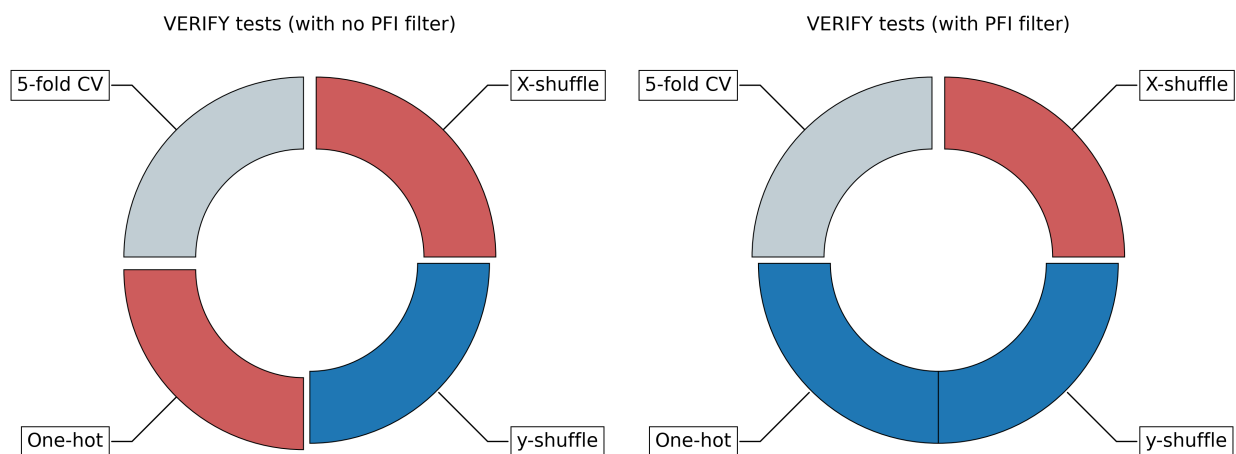 VERIFY tests (with no PFI filter)
5-fold CV
X-shuffle
One-hot
y-shuffle
VERIFY tests (with PFI filter)
5-fold CV
X-shuffle
One-hot
y-shuffle